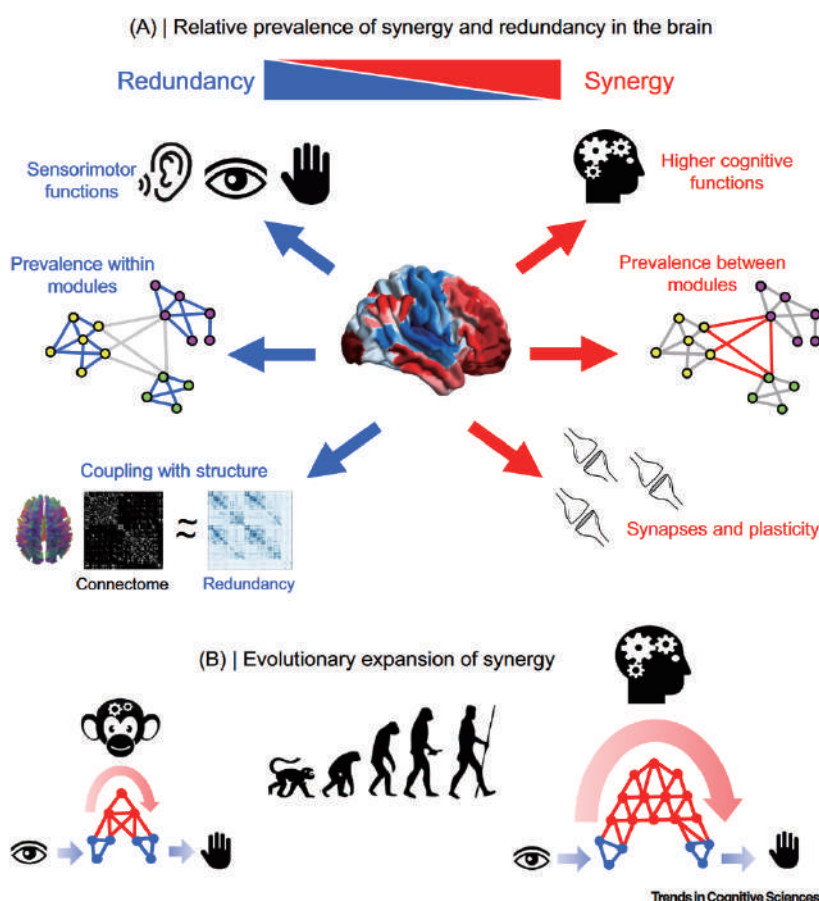 (A) | Relative prevalence of synergy and redundancy in the brain
Redundancy
Synergy
Sensorimotor
functions
Higher cognitive
functions
Prevalence within
modules
Prevalence between
modules
Coupling with structure
≈
Connectome
Redundancy
Synapses and plasticity
(B) | Evolutionary expansion of synergy
Trends in Cognitive Sciences